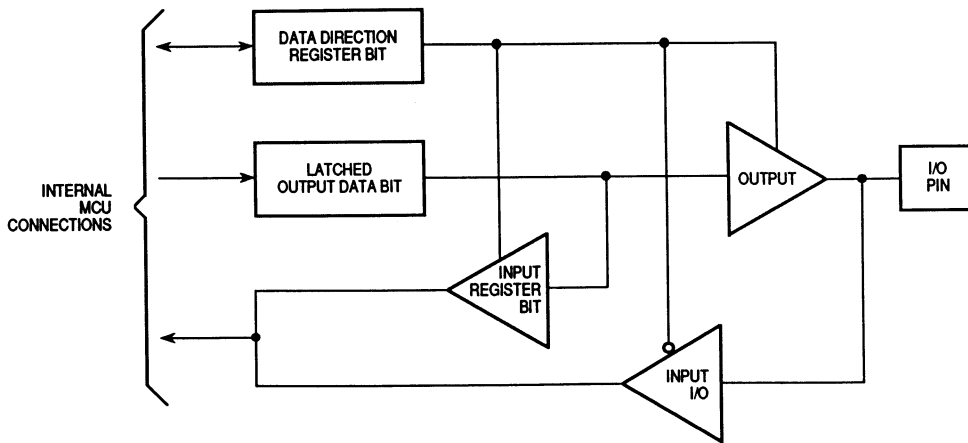 DATA DIRECTION
REGISTER BIT
LATCHED
OUTPUT DATA BIT
OUTPUT
I/O
PIN
INTERNAL
MCU
CONNECTIONS
INPUT
REGISTER
BIT
INPUT
I/O